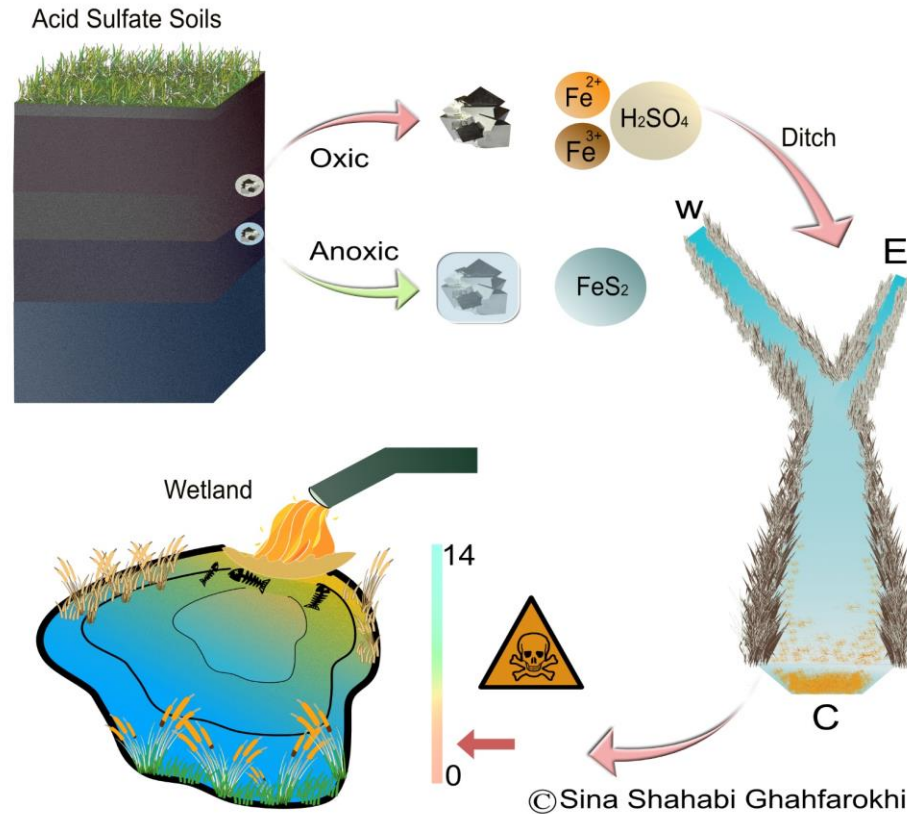 Acid Sulfate Soils
Oxic
Fe2+
Fe3+
H2SO4
Ditch
Anoxic
FeS2
W
E
Wetland
14
0
C
©Sina Shahabi Ghahfarokhi